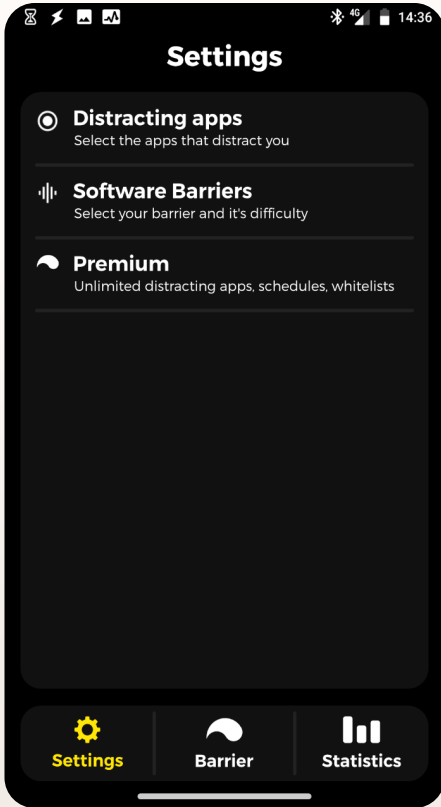 4G 14:36
Settings
Distracting apps
Select the apps that distract you
Software Barriers
Select your barrier and it's difficulty
Premium
Unlimited distracting apps, schedules, whitelists
Settings Barrier Statistics